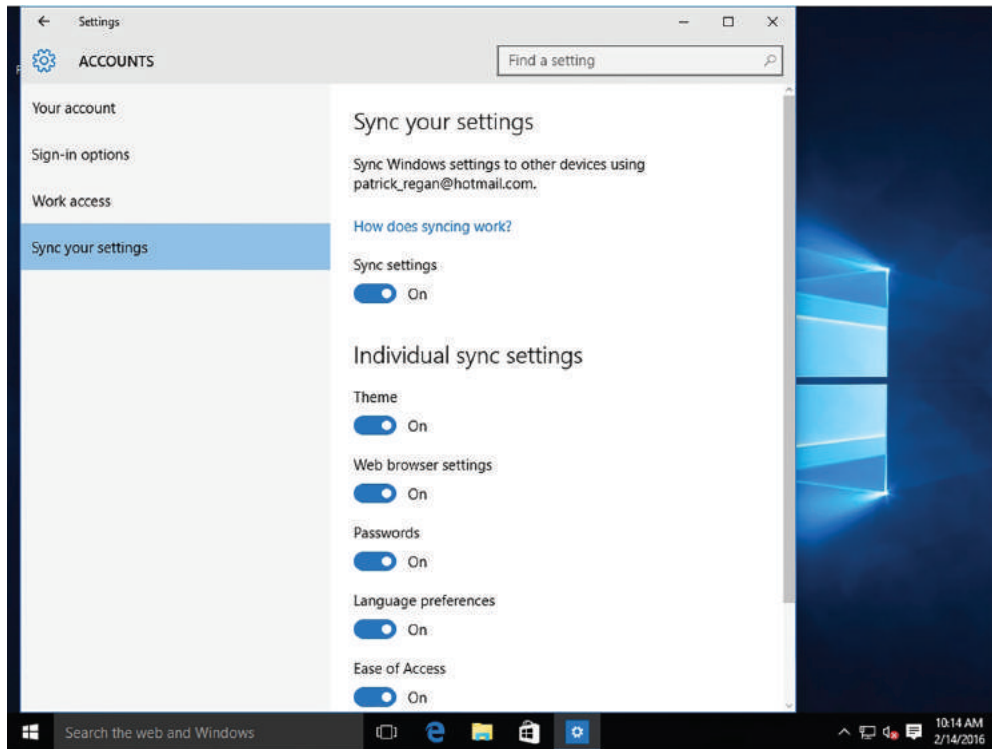 Settings
ACCOUNTS
Find a setting
Your account
Sign-in options
Work access
Sync your settings
Sync your settings
Sync Windows settings to other devices using
patrick_regan@hotmail.com.
How does syncing work?
Sync settings
On
Individual sync settings
Theme
On
Web browser settings
On
Passwords
On
Language preferences
On
Ease of Access
On
Search the web and Windows
10:14 AM
2/14/2016